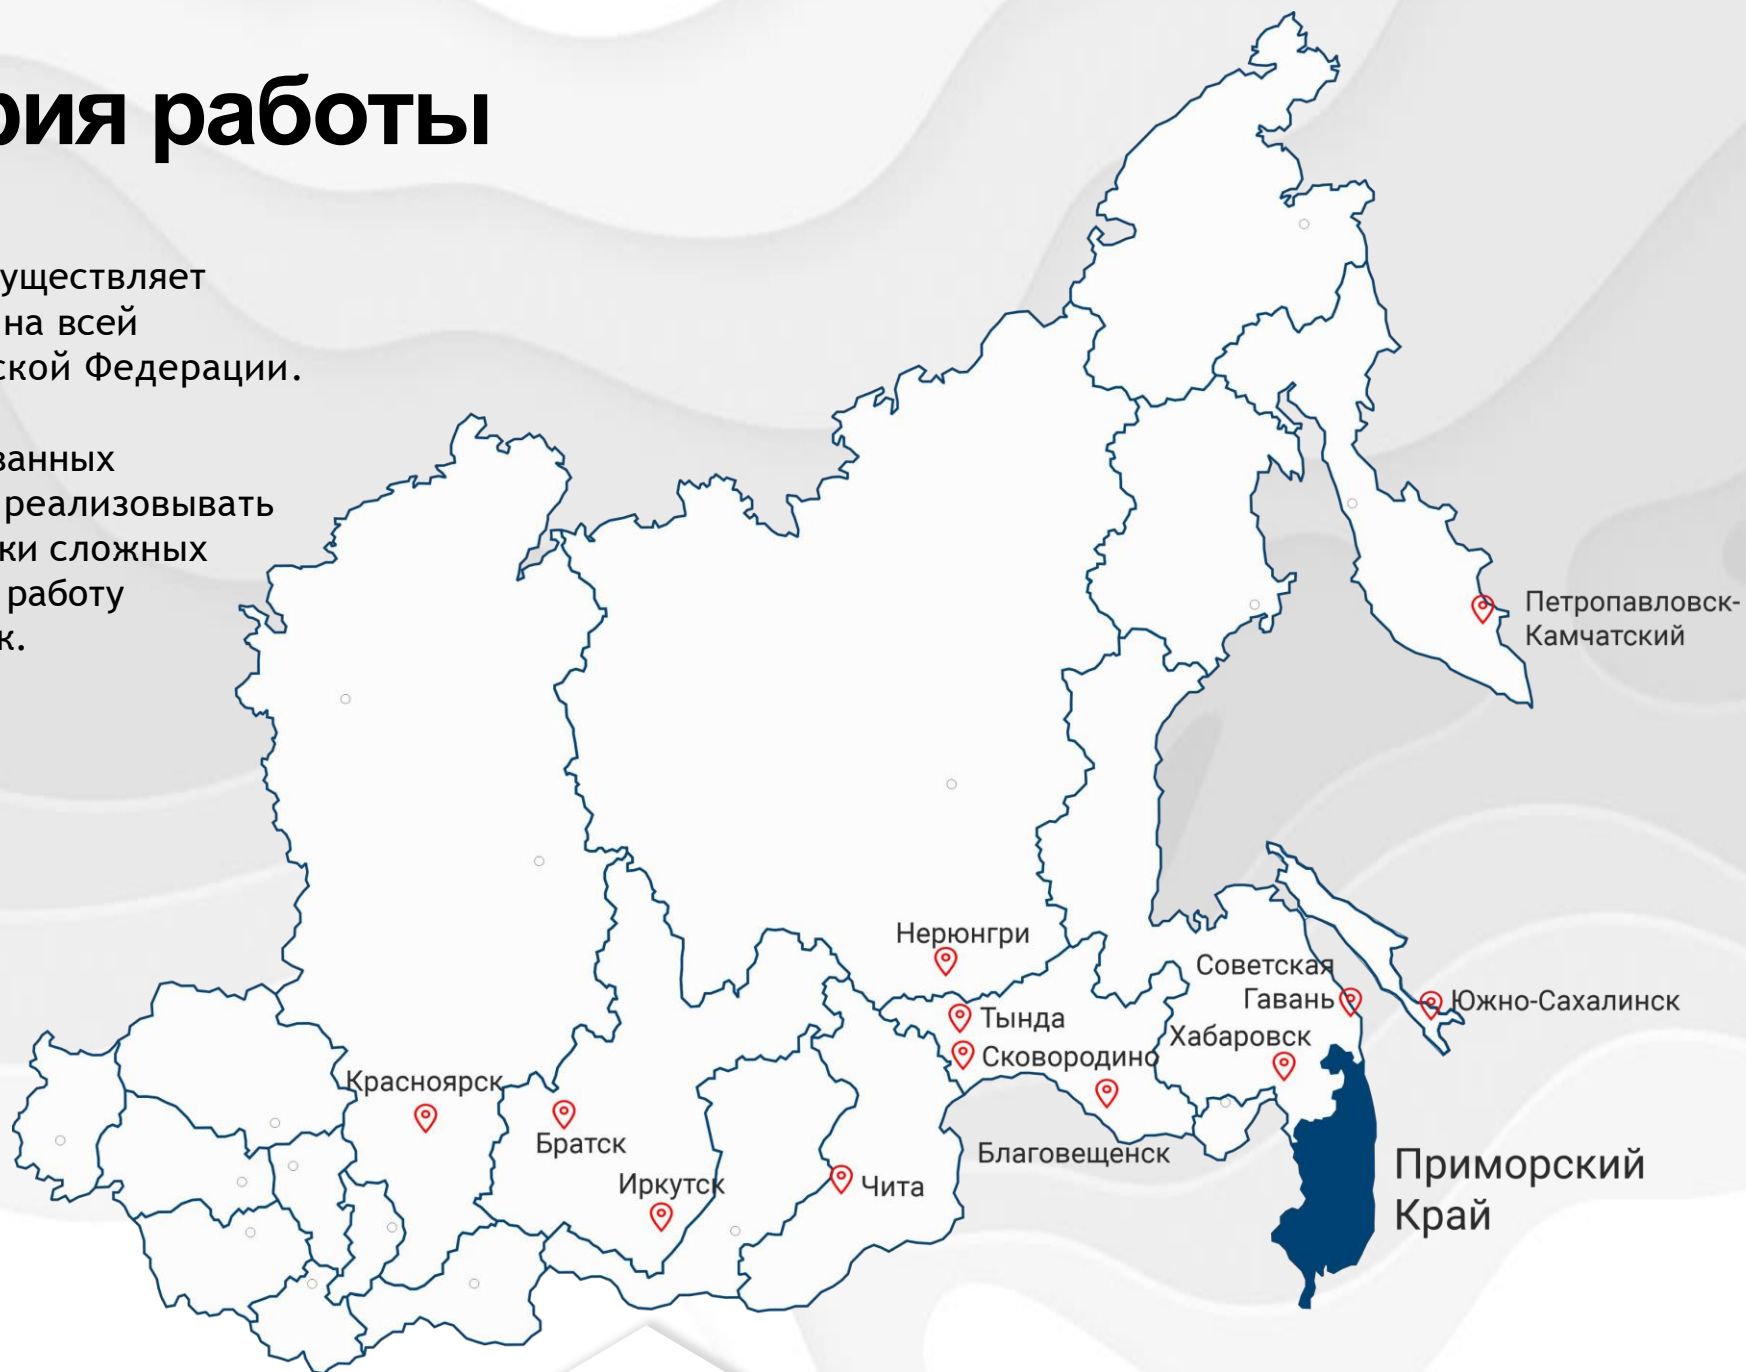 рия работы
уществляет
на всей
ской Федерации.
ванных
реализовывать
ки сложных
работу
к.
Петропавловск-
Камчатский
Нерюнгри
Советская
Гавань
Южно-Сахалинск
Тында
Хабаровск
Сковородино
Красноярск
Братск
Благовещенск
Иркутск
Чита
Приморский
Край